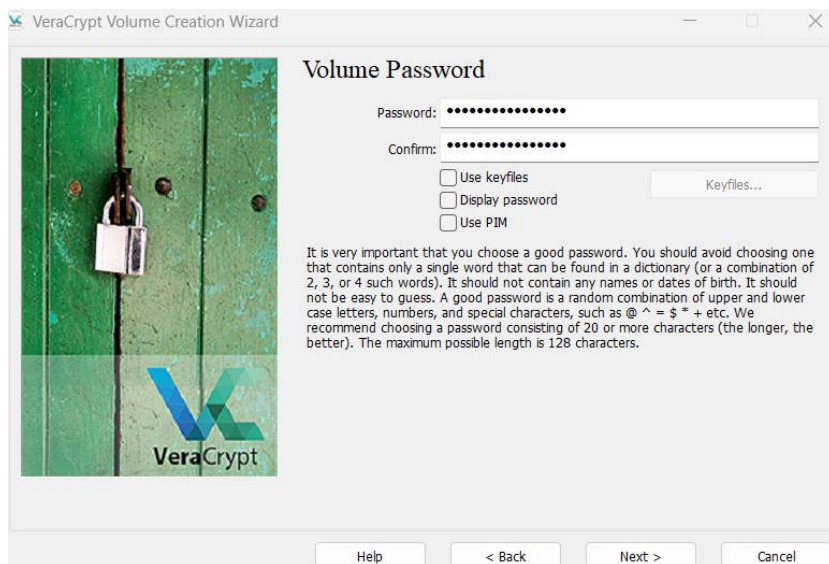 VeraCrypt Volume Creation Wizard
Volume Password
Password: ••••••••••••••••
Confirm: ••••••••••••••••
Use keyfiles
Keyfiles...
Display password
Use PIM
It is very important that you choose a good password. You should avoid choosing one
that contains only a single word that can be found in a dictionary (or a combination of
2, 3, or 4 such words). It should not contain any names or dates of birth. It should
not be easy to guess. A good password is a random combination of upper and lower
case letters, numbers, and special characters, such as @ ^ = $ * + etc. We
recommend choosing a password consisting of 20 or more characters (the longer, the
better). The maximum possible length is 128 characters.
VeraCrypt
Help < Back Next > Cancel